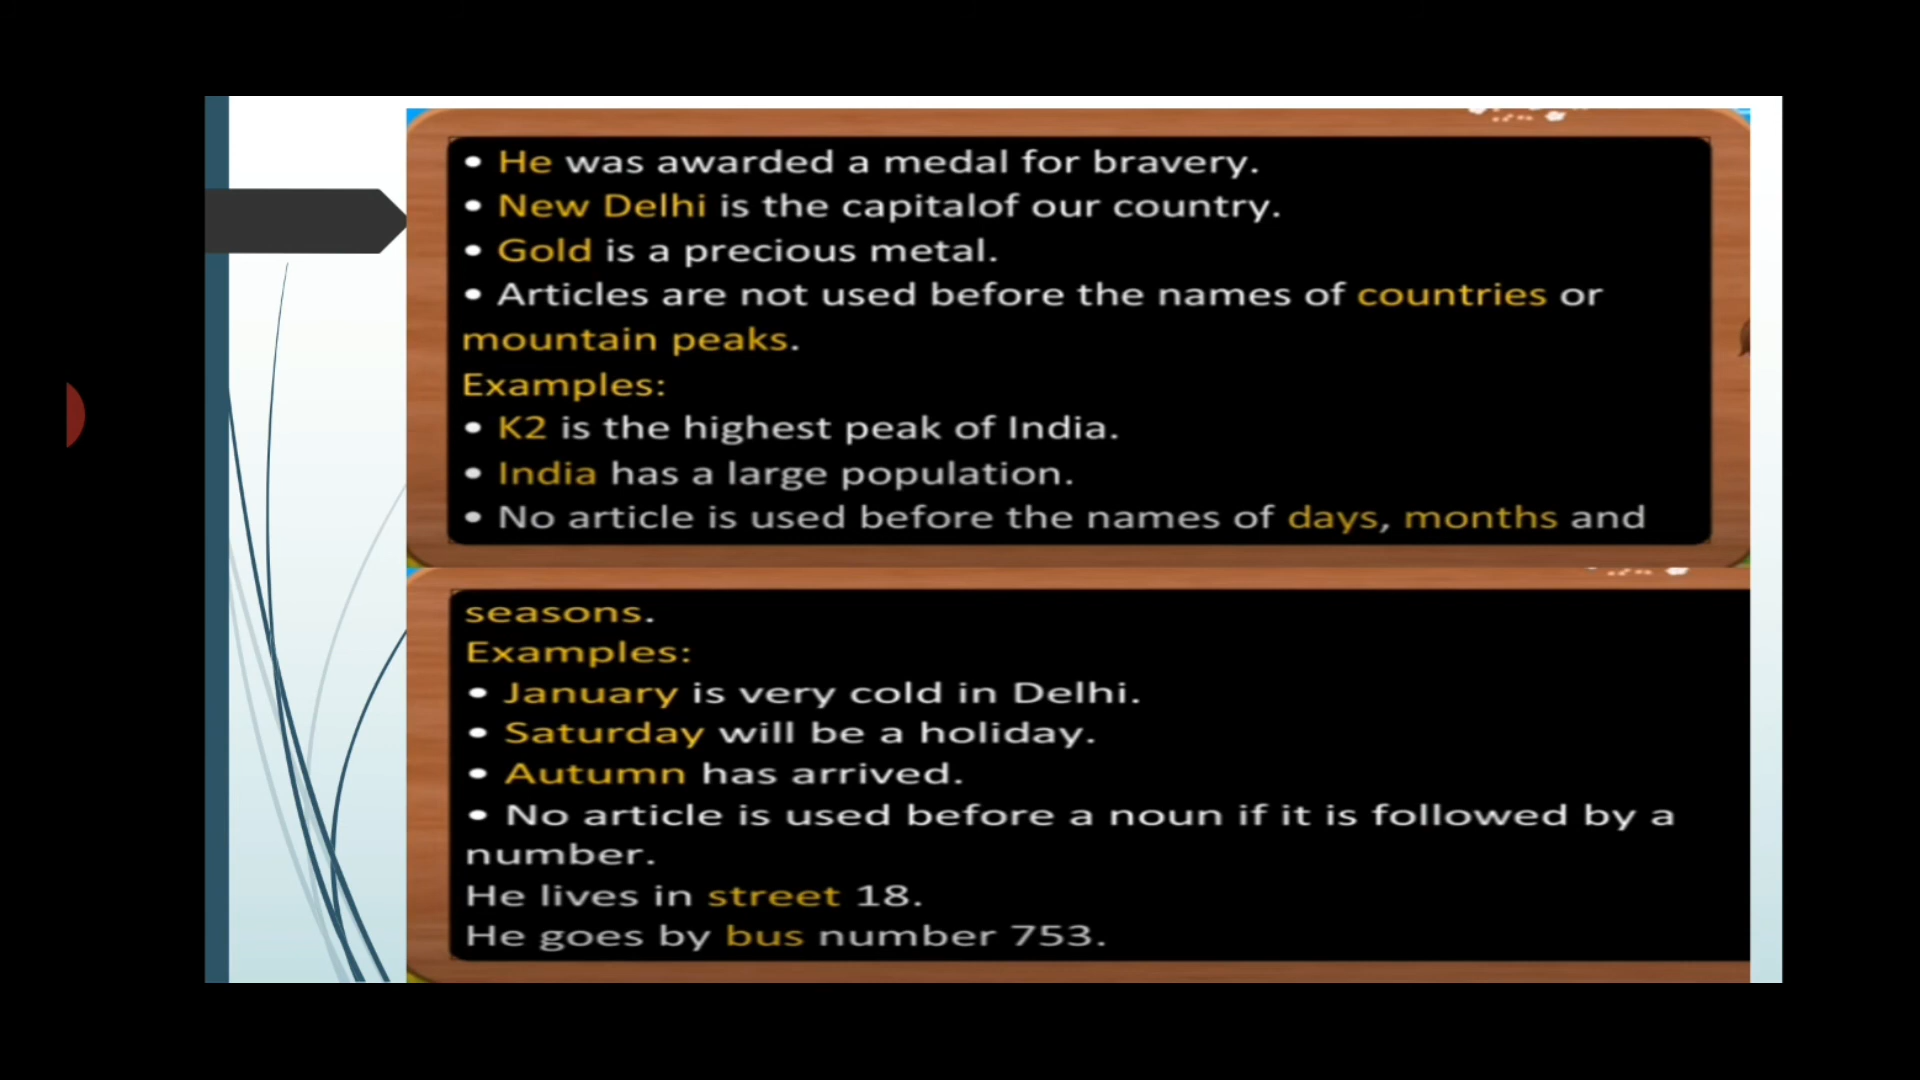 • He was awarded a medal for bravery.
• New Delhi is the capitalof our country.
• Gold is a precious metal.
• Articles are not used before the names of countries or
mountain peaks.
Examples:
• K2 is the highest peak of India.
• India has a large population.
• No article is used before the names of days, months and
seasons.
Examples:
• January is very cold in Delhi.
• Saturday will be a holiday.
• Autumn has arrived.
• No article is used before a noun if it is followed by a
number.
He lives in street 18.
He goes by bus number 753.